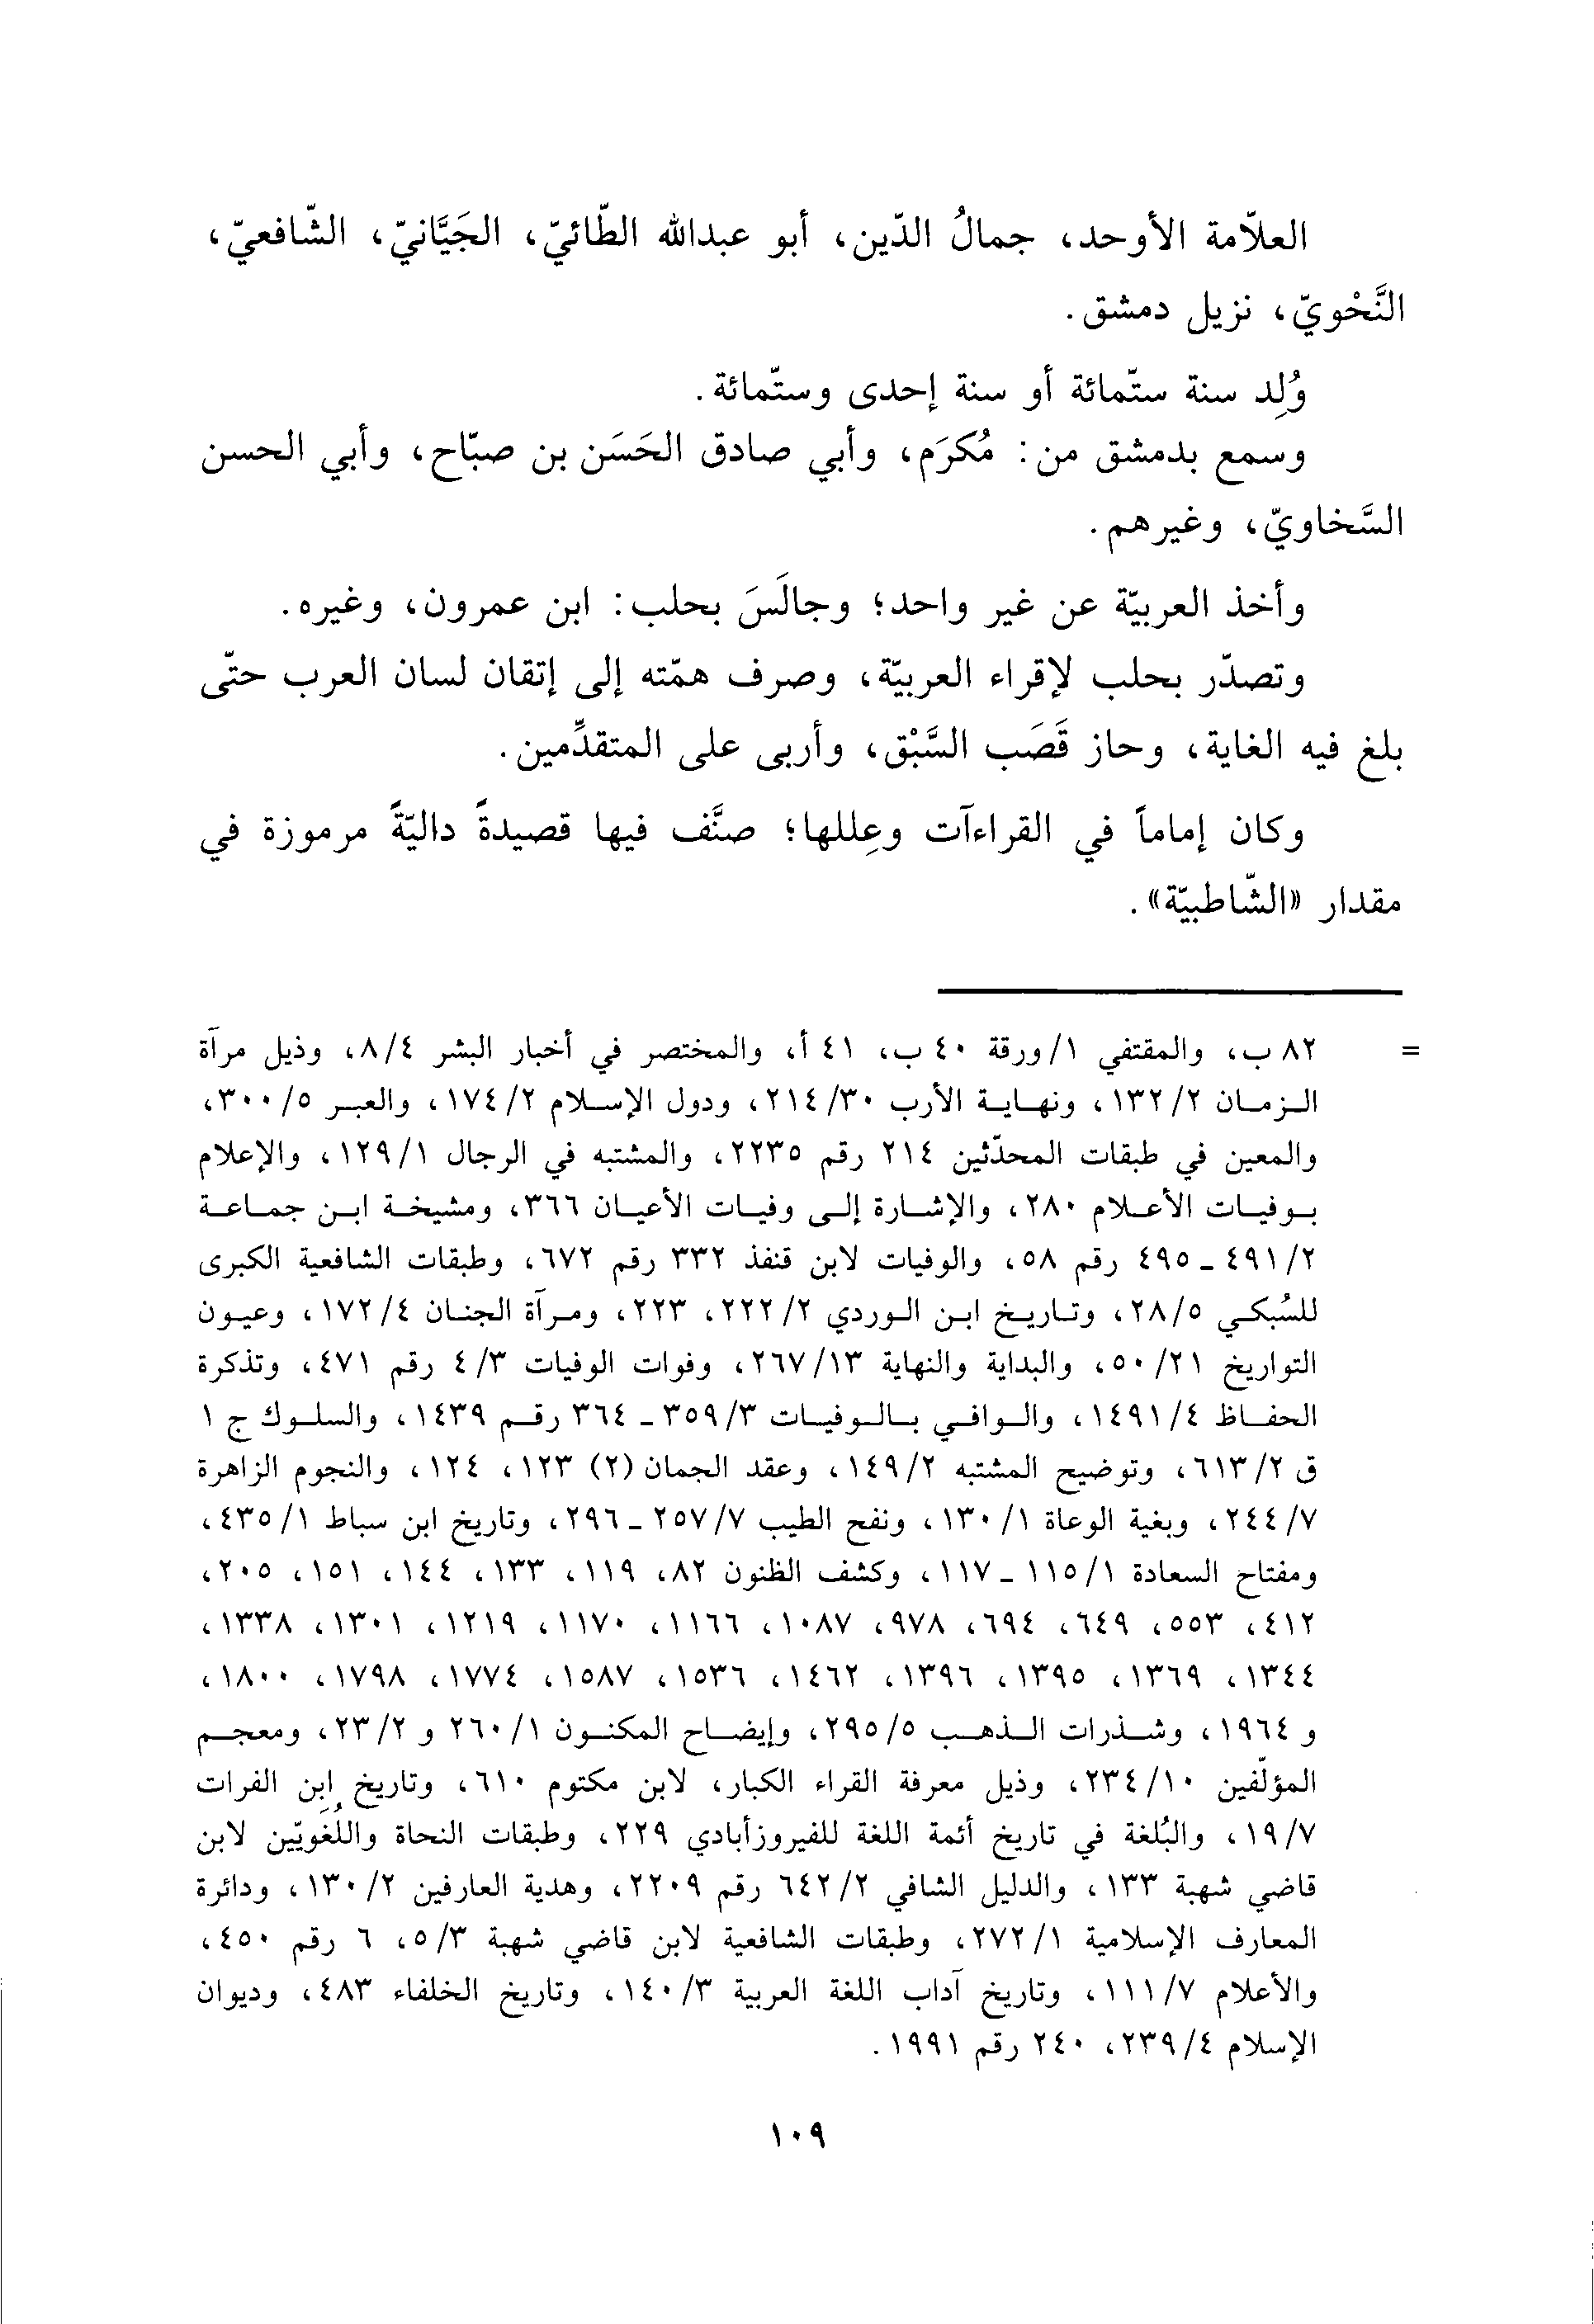 العلاّمة الأوحد، جمالُ الدّين، أبو عبدالله الطّائيّ، الجَيَّانيّ، الشّافعيّ،
النَّحْويّ، نزيل دمشق.
وُلِد سنة ستّمائة أو سنة إحدى وستّمائة.
وسمع بدمشق من: مُكرَم، وأبي صادق الحَسَن بن صبّاح، وأبي الحسن
السَّخاويّ، وغيرهم.
وأخذ العربيّة عن غير واحد؛ وجالَسَ بحلب: ابن عمرون، وغيره.
وتصدّر بحلب لإقراء العربيّة، وصرف همّته إلى إتقان لسان العرب حتّى
بلغ فيه الغاية، وحاز قَصَب السَّبْق، وأربى على المتقدِّمين.
وكان إماماً في القراءآت وعِللها؛ صنَّف فيها قصيدةً داليّةً مرموزة في
مقدار «الشّاطبيّة».
= ٨٢ ب، والمقتفي ١/ورقة ٤٠ ب، ٤١ أ، والمختصر في أخبار البشر ٨/٤، وذيل مرآة
الزمان ١٣٢/٢، ونهاية الأرب ٢١٤/٣٠، ودول الإسلام ١٧٤/٢، والعبر ٣٠٠/٥،
والمعين في طبقات المحدّثين ٢١٤ رقم ٢٢٣٥، والمشتبه في الرجال ١٢٩/١، والإعلام
بوفيات الأعلام ٢٨٠، والإشارة إلى وفيات الأعيان ٣٦٦، ومشيخة ابن جماعة
٤٩١/٢ - ٤٩٥ رقم ٥٨، والوفيات لابن قنفذ ٣٣٢ رقم ٦٧٢، وطبقات الشافعية الكبرى
للسُبكي ٢٨/٥، وتاريخ ابن الوردي ٢٢٢/٢، ٢٢٣، ومرآة الجنان ١٧٢/٤، وعيون
التواريخ ٥٠/٢١، والبداية والنهاية ٢٦٧/١٣، وفوات الوفيات ٤/٣ رقم ٤٧١، وتذكرة
الحفاظ ١٤٩١/٤، والوافي بالوفيات ٣٥٩/٣ - ٣٦٤ رقم ١٤٣٩، والسلوك ج ١
ق ٦١٣/٢، وتوضيح المشتبه ١٤٩/٢، وعقد الجمان (٢) ١٢٣، ١٢٤، والنجوم الزاهرة
٢٤٤/٧، وبغية الوعاة ١٣٠/١، ونفح الطيب ٢٥٧/٧ - ٢٩٦، وتاريخ ابن سباط ٤٣٥/١،
ومفتاح السعادة ١١٥/١ - ١١٧، وكشف الظنون ٨٢، ١١٩، ١٣٣، ١٤٤، ١٥١، ٢٠٥،
٤١٢، ٥٥٣، ٦٤٩، ٦٩٤، ٩٧٨، ١٠٨٧، ١١٦٦، ١١٧٠، ١٢١٩، ١٣٠١، ١٣٣٨،
١٣٤٤، ١٣٦٩، ١٣٩٥، ١٣٩٦، ١٤٦٢، ١٥٣٦، ١٥٨٧، ١٧٧٤، ١٧٩٨، ١٨٠٠،
و ١٩٦٤، وشذرات الذهب ٢٩٥/٥، وإيضاح المكنون ٢٦٠/١ و ٢٣/٢، ومعجم
المؤلّفين ٢٣٤/١٠، وذيل معرفة القراء الكبار، لابن مكتوم ٦١٠، وتاريخ ابن الفرات
١٩/٧، والبُلغة في تاريخ أئمة اللغة للفيروزأبادي ٢٢٩، وطبقات النحاة واللُغويّين لابن
قاضي شهبة ١٣٣، والدليل الشافي ٦٤٢/٢ رقم ٢٢٠٩، وهدية العارفين ١٣٠/٢، ودائرة
المعارف الإسلامية ٢٧٢/١، وطبقات الشافعية لابن قاضي شهبة ٥/٣، ٦ رقم ٤٥٠،
والأعلام ١١١/٧، وتاريخ آداب اللغة العربية ١٤٠/٣، وتاريخ الخلفاء ٤٨٣، وديوان
الإسلام ٢٣٩/٤، ٢٤٠ رقم ١٩٩١.
١٠٩